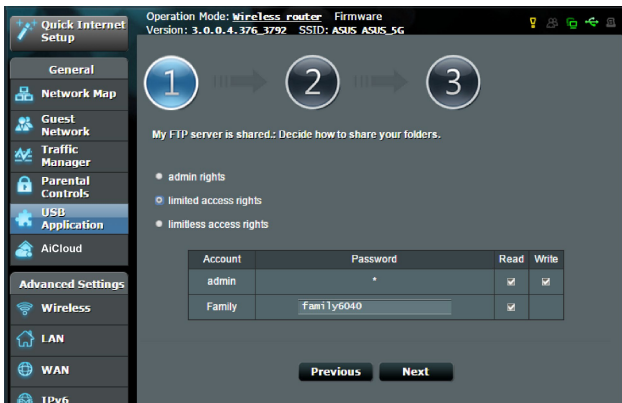 Quick Internet
Setup
Operation Mode: Wireless router Firmware
Version: 3.0.0.4.376_3792 SSID: ASUS ASUS_5G
General
Network Map
Guest
Network
Traffic
Manager
Parental
Controls
USB
Application
AiCloud
Advanced Settings
Wireless
LAN
WAN
IPv6
1
2
3
My FTP server is shared.: Decide how to share your folders.
admin rights
limited access rights
limitless access rights
Account Password Read Write
admin *
Family family6040
Previous Next